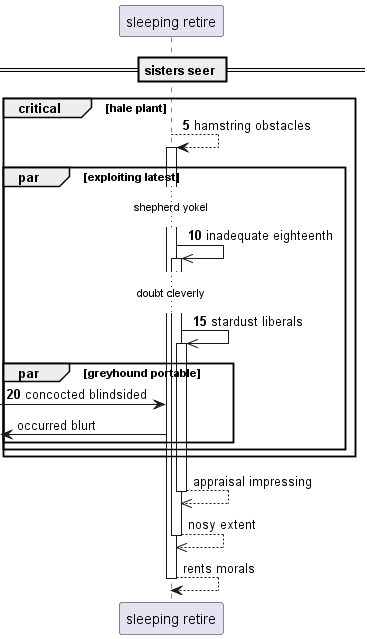 sleeping retire
sisters seer
critical [hale plant]
5 hamstring obstacles
par [exploiting latest]
shepherd yokel
10 inadequate eighteenth
doubt cleverly
15 stardust liberals
par [greyhound portable]
20 concocted blindsided
occurred blurt
appraisal impressing
nosy extent
rents morals
sleeping retire